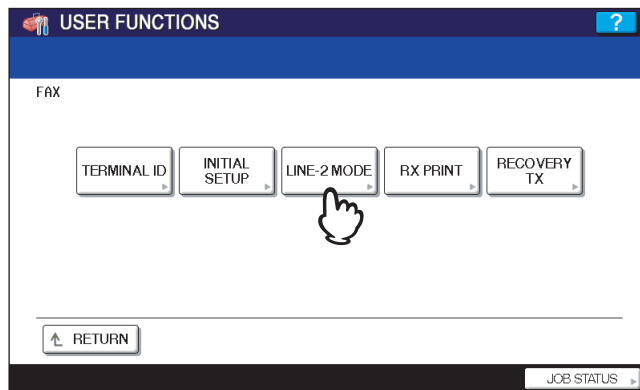 USER FUNCTIONS
?
FAX
TERMINAL ID
INITIAL
SETUP
LINE-2 MODE
RX PRINT
RECOVERY
TX
RETURN
JOB STATUS